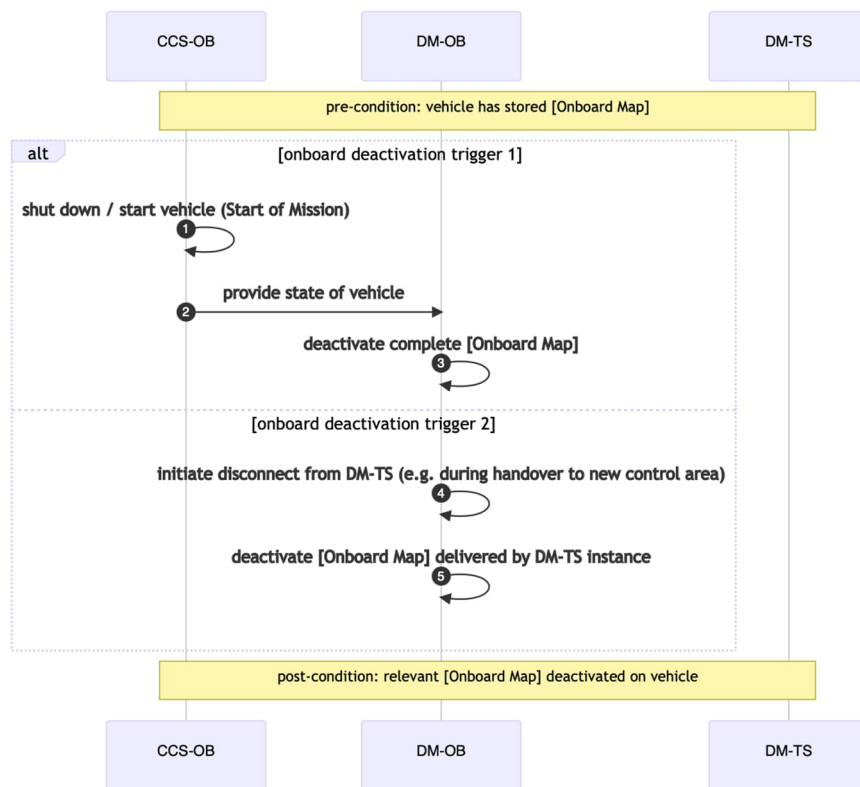 CCS-OB
DM-OB
DM-TS
pre-condition: vehicle has stored [Onboard Map]
alt
[onboard deactivation trigger 1]
shut down / start vehicle (Start of Mission)
1
provide state of vehicle
2
deactivate complete [Onboard Map]
3
[onboard deactivation trigger 2]
initiate disconnect from DM-TS (e.g. during handover to new control area)
4
deactivate [Onboard Map] delivered by DM-TS instance
5
post-condition: relevant [Onboard Map] deactivated on vehicle
CCS-OB
DM-OB
DM-TS